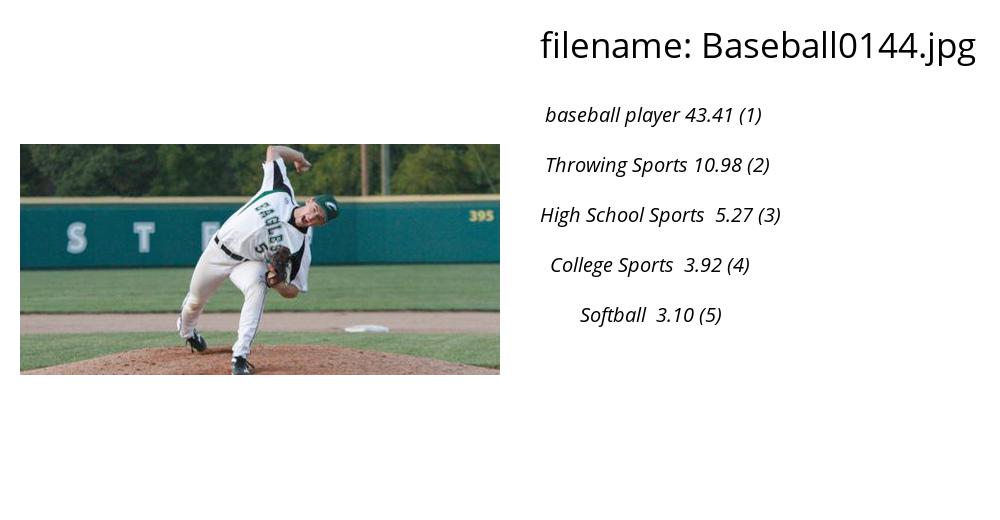 filename: Baseball0144.jpg
baseball player 43.41 (1)
Throwing Sports 10.98 (2)
High School Sports 5.27 (3)
College Sports 3.92 (4)
Softball 3.10 (5)
395
S T
EAGLES
5